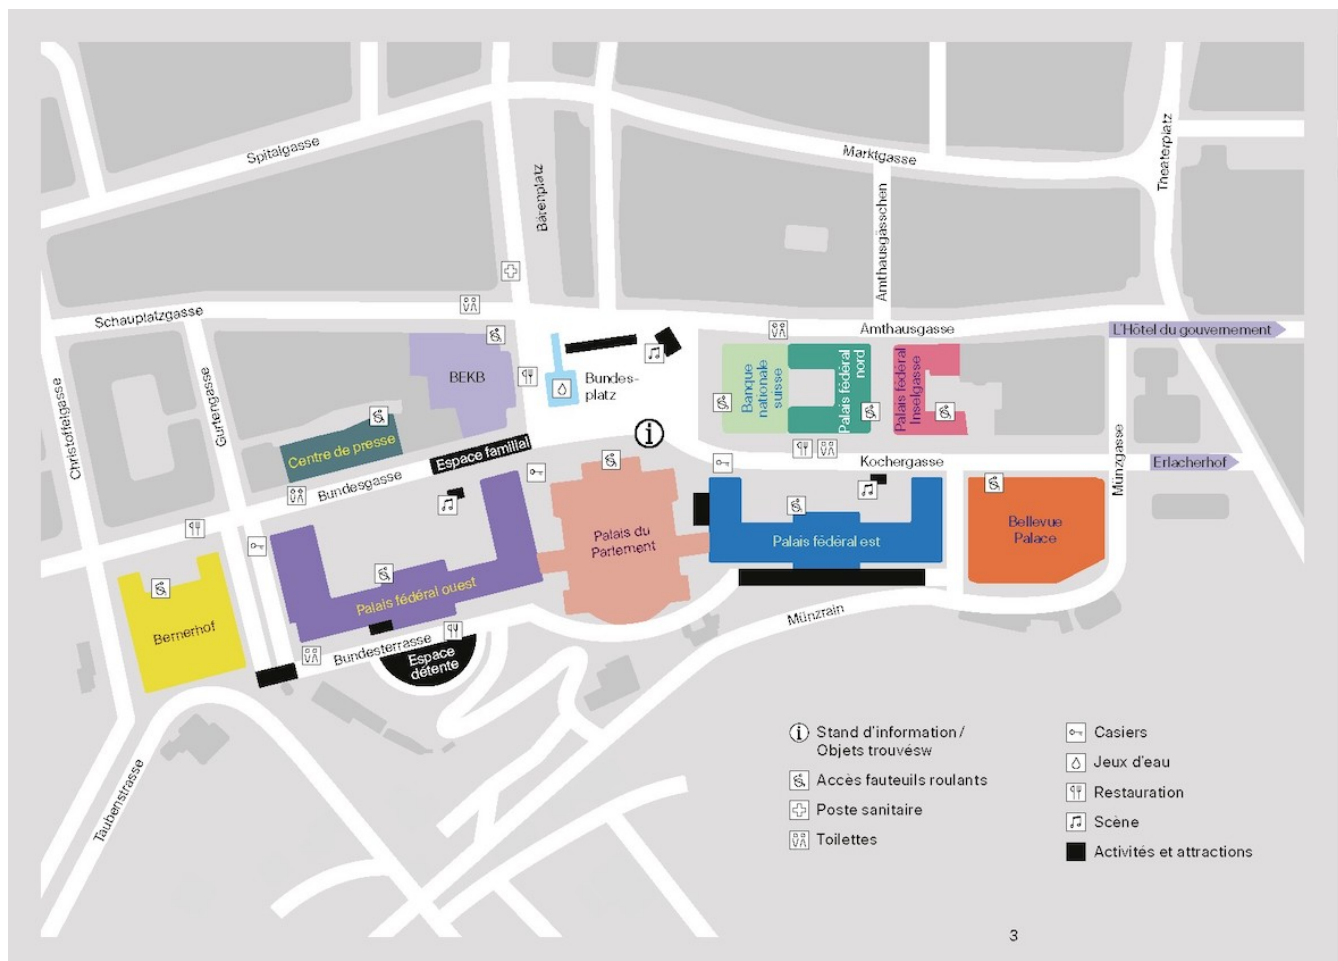 Spitalgasse
Marktgasse
Theaterplatz
Bärenplatz
Amthausgässchen
Schauplatzgasse
Amthausgasse
L'Hôtel du gouvernement
Christoffelgasse
Gurtengasse
BEKB
Bundes-
platz
Banque
nationale
suisse
Palais fédéral
nord
Palais fédéral
Inselgasse
Centre de presse
Espace familial
Bundesgasse
Kochergasse
Münzgasse
Erlacherhof
Palais du
Parlement
Palais fédéral est
Bellevue
Palace
Palais fédéral ouest
Bernerhof
Bundesterrasse
Espace
détente
Münzrain
Taubenstrasse
Stand d'information /
Objets trouvésw
Accès fauteuils roulants
Poste sanitaire
Toilettes
Casiers
Jeux d'eau
Restauration
Scène
Activités et attractions
3